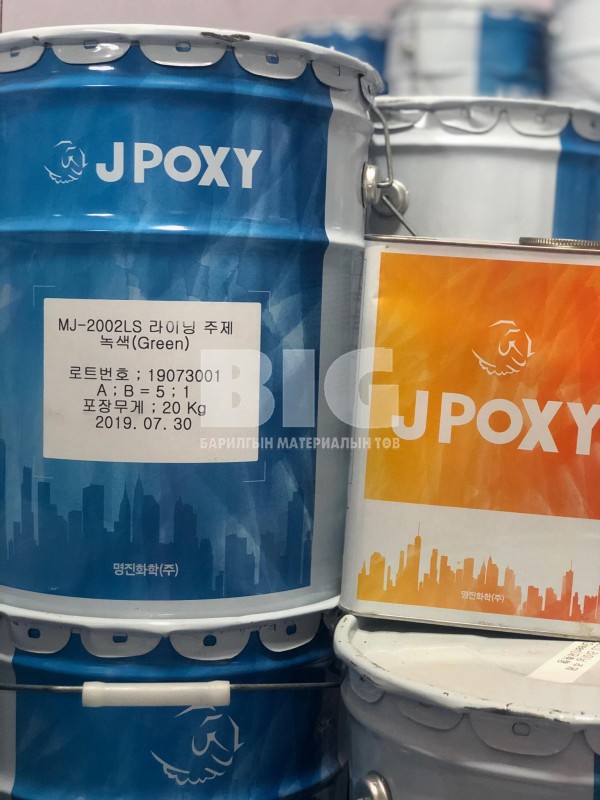 J POXY
MJ-2002LS 라이닝 주제
녹색(Green)
로트번호 ; 19073001
A ; B = 5 ; 1
포장무게 ; 20 Kg
2019. 07. 30
명진화학(주)
J POXY
명진화학(주)
BIG
БАРИЛГЫН МАТЕРИАЛЫН ТӨВ